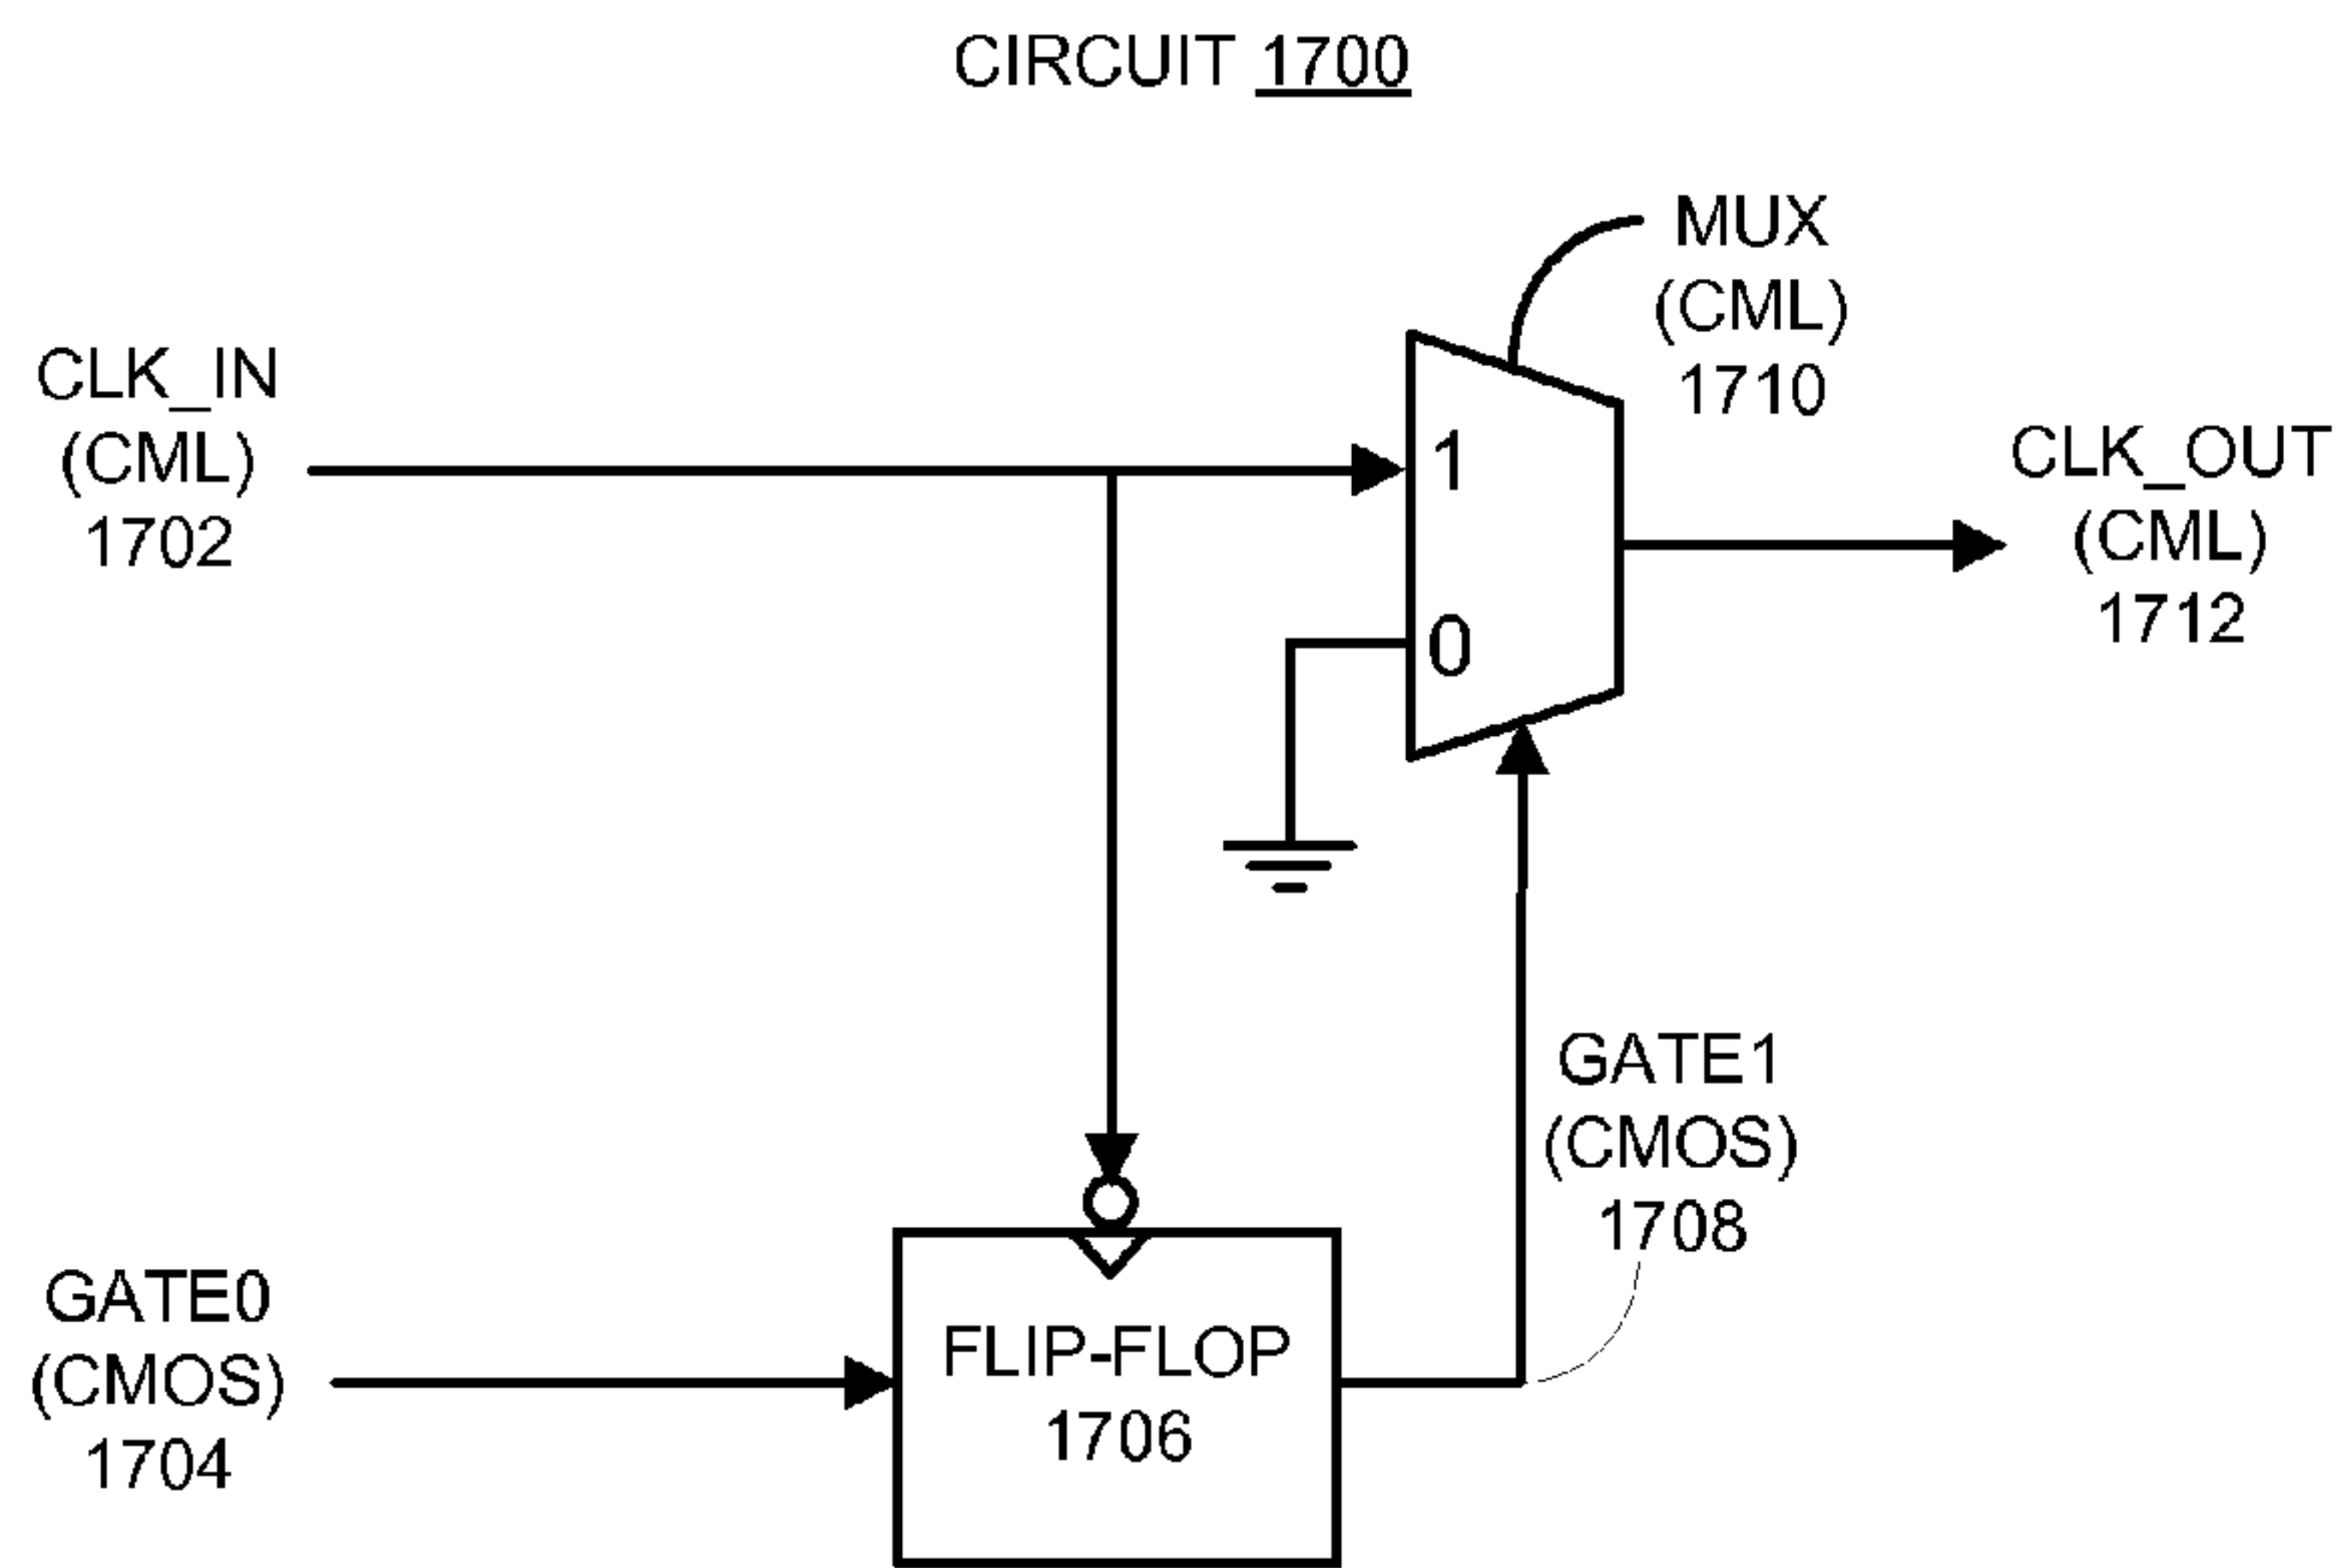 CIRCUIT 1700
MUX
(CML)
1710
CLK_IN
(CML)
1702
1
0
CLK_OUT
(CML)
1712
GATE1
(CMOS)
1708
GATE0
(CMOS)
1704
FLIP-FLOP
1706